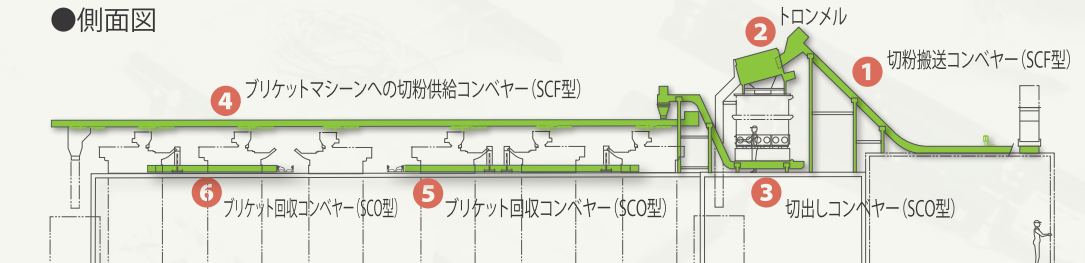 ●側面図
2 トロンメル
1 切粉搬送コンベヤー(SCF型)
4 ブリケットマシーンへの切粉供給コンベヤー(SCF型)
6 ブリケット回収コンベヤー(SCO型)
5 ブリケット回収コンベヤー(SCO型)
3 切出しコンベヤー(SCO型)